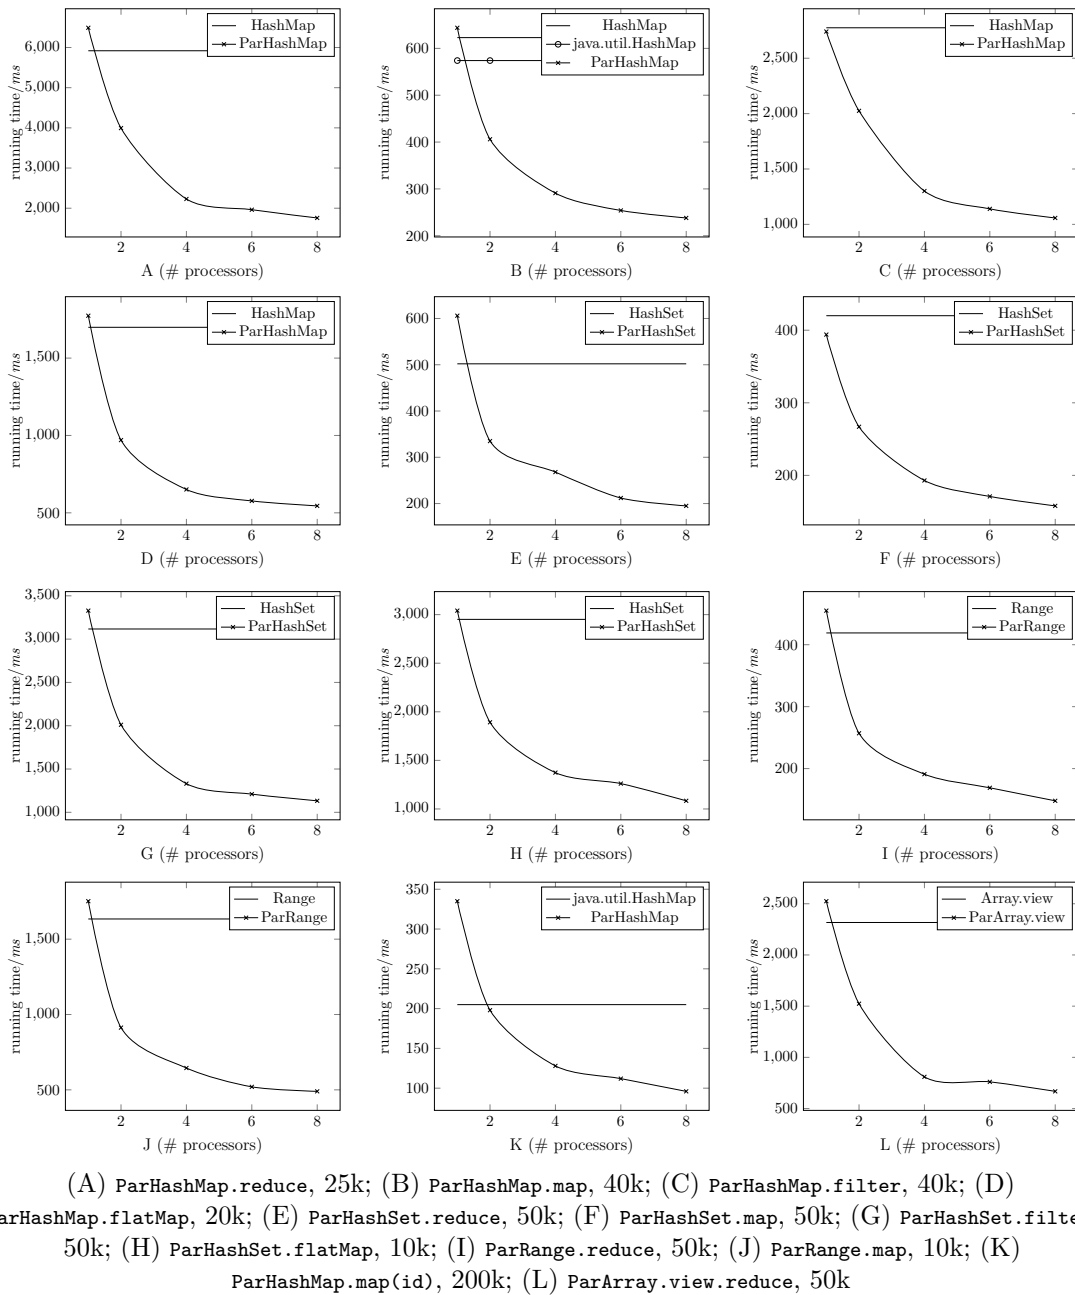 HashMap
ParHashMap
6,000
4,000
3,000
2,000
running time/ms
2 4 6 8
A (# processors)
HashMap
java.util.HashMap
ParHashMap
600
400
300
200
running time/ms
2 4 6 8
B (# processors)
HashMap
ParHashMap
2,500
2,000
1,500
1,000
running time/ms
2 4 6 8
C (# processors)
HashMap
ParHashMap
1,500
1,000
500
running time/ms
2 4 6 8
D (# processors)
HashSet
ParHashSet
600
500
400
300
200
running time/ms
2 4 6 8
E (# processors)
HashSet
ParHashSet
400
300
200
running time/ms
2 4 6 8
F (# processors)
HashSet
ParHashSet
3,500
3,000
2,500
2,000
1,500
1,000
running time/ms
2 4 6 8
G (# processors)
HashSet
ParHashSet
3,000
2,500
2,000
1,500
1,000
running time/ms
2 4 6 8
H (# processors)
Range
ParRange
400
300
200
running time/ms
2 4 6 8
I (# processors)
Range
ParRange
1,500
1,000
500
running time/ms
2 4 6 8
J (# processors)
java.util.HashMap
ParHashMap
350
300
250
200
150
100
running time/ms
2 4 6 8
K (# processors)
Array.view
ParArray.view
2,500
2,000
1,500
1,000
500
running time/ms
2 4 6 8
L (# processors)
(A) ParHashMap.reduce, 25k; (B) ParHashMap.map, 40k; (C) ParHashMap.filter, 40k; (D)
arHashMap.flatMap, 20k; (E) ParHashSet.reduce, 50k; (F) ParHashSet.map, 50k; (G) ParHashSet.filte
50k; (H) ParHashSet.flatMap, 10k; (I) ParRange.reduce, 50k; (J) ParRange.map, 10k; (K)
ParHashMap.map(id), 200k; (L) ParArray.view.reduce, 50k